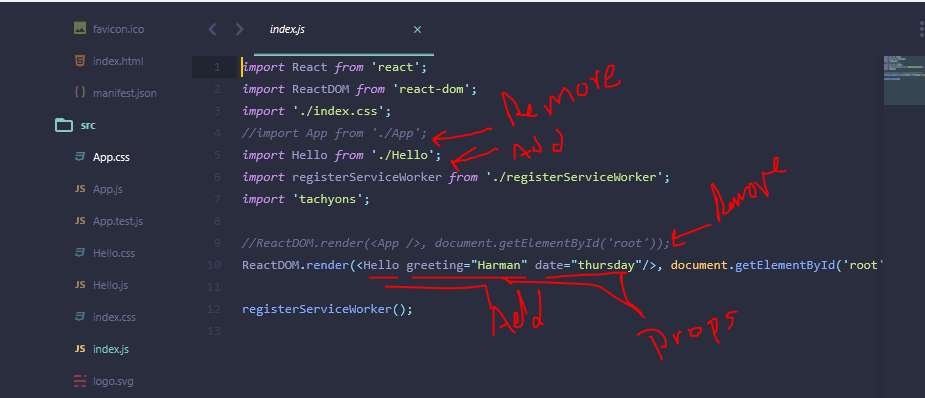 favicon.ico
index.html
manifest.json
src
App.css
App.js
App.test.js
Hello.css
Hello.js
index.css
index.js
logo.svg
index.js
1 import React from 'react';
2 import ReactDOM from 'react-dom';
3 import './index.css';
4 //import App from './App';
5 import Hello from './Hello';
6 import registerServiceWorker from './registerServiceWorker';
7 import 'tachyons';
8
9 //ReactDOM.render(<App />, document.getElementById('root'));
10 ReactDOM.render(<Hello greeting="Harman" date="thursday"/>, document.getElementById('root'
11
12 registerServiceWorker();
13
Remove
Add
Remove
Add
Props